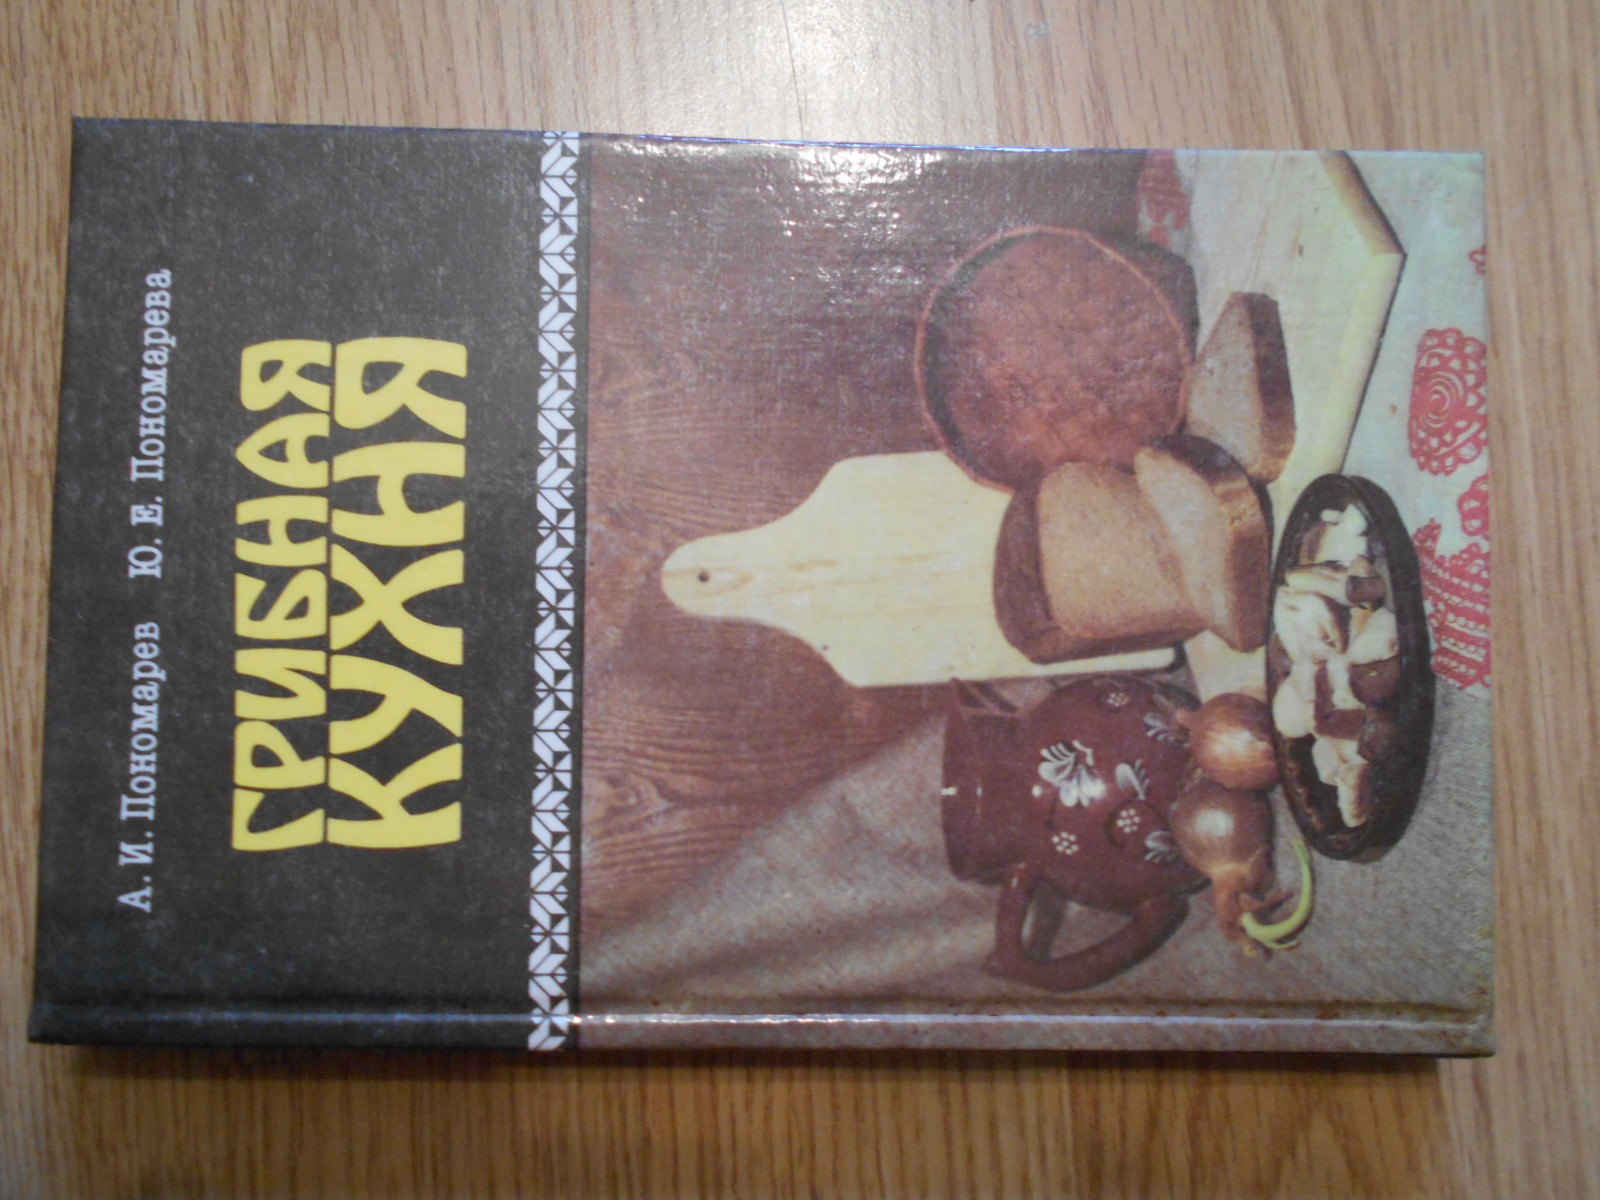 А. И. Пономарев Ю. Е. Пономарева
ГРИБНАЯ
КУХНЯ